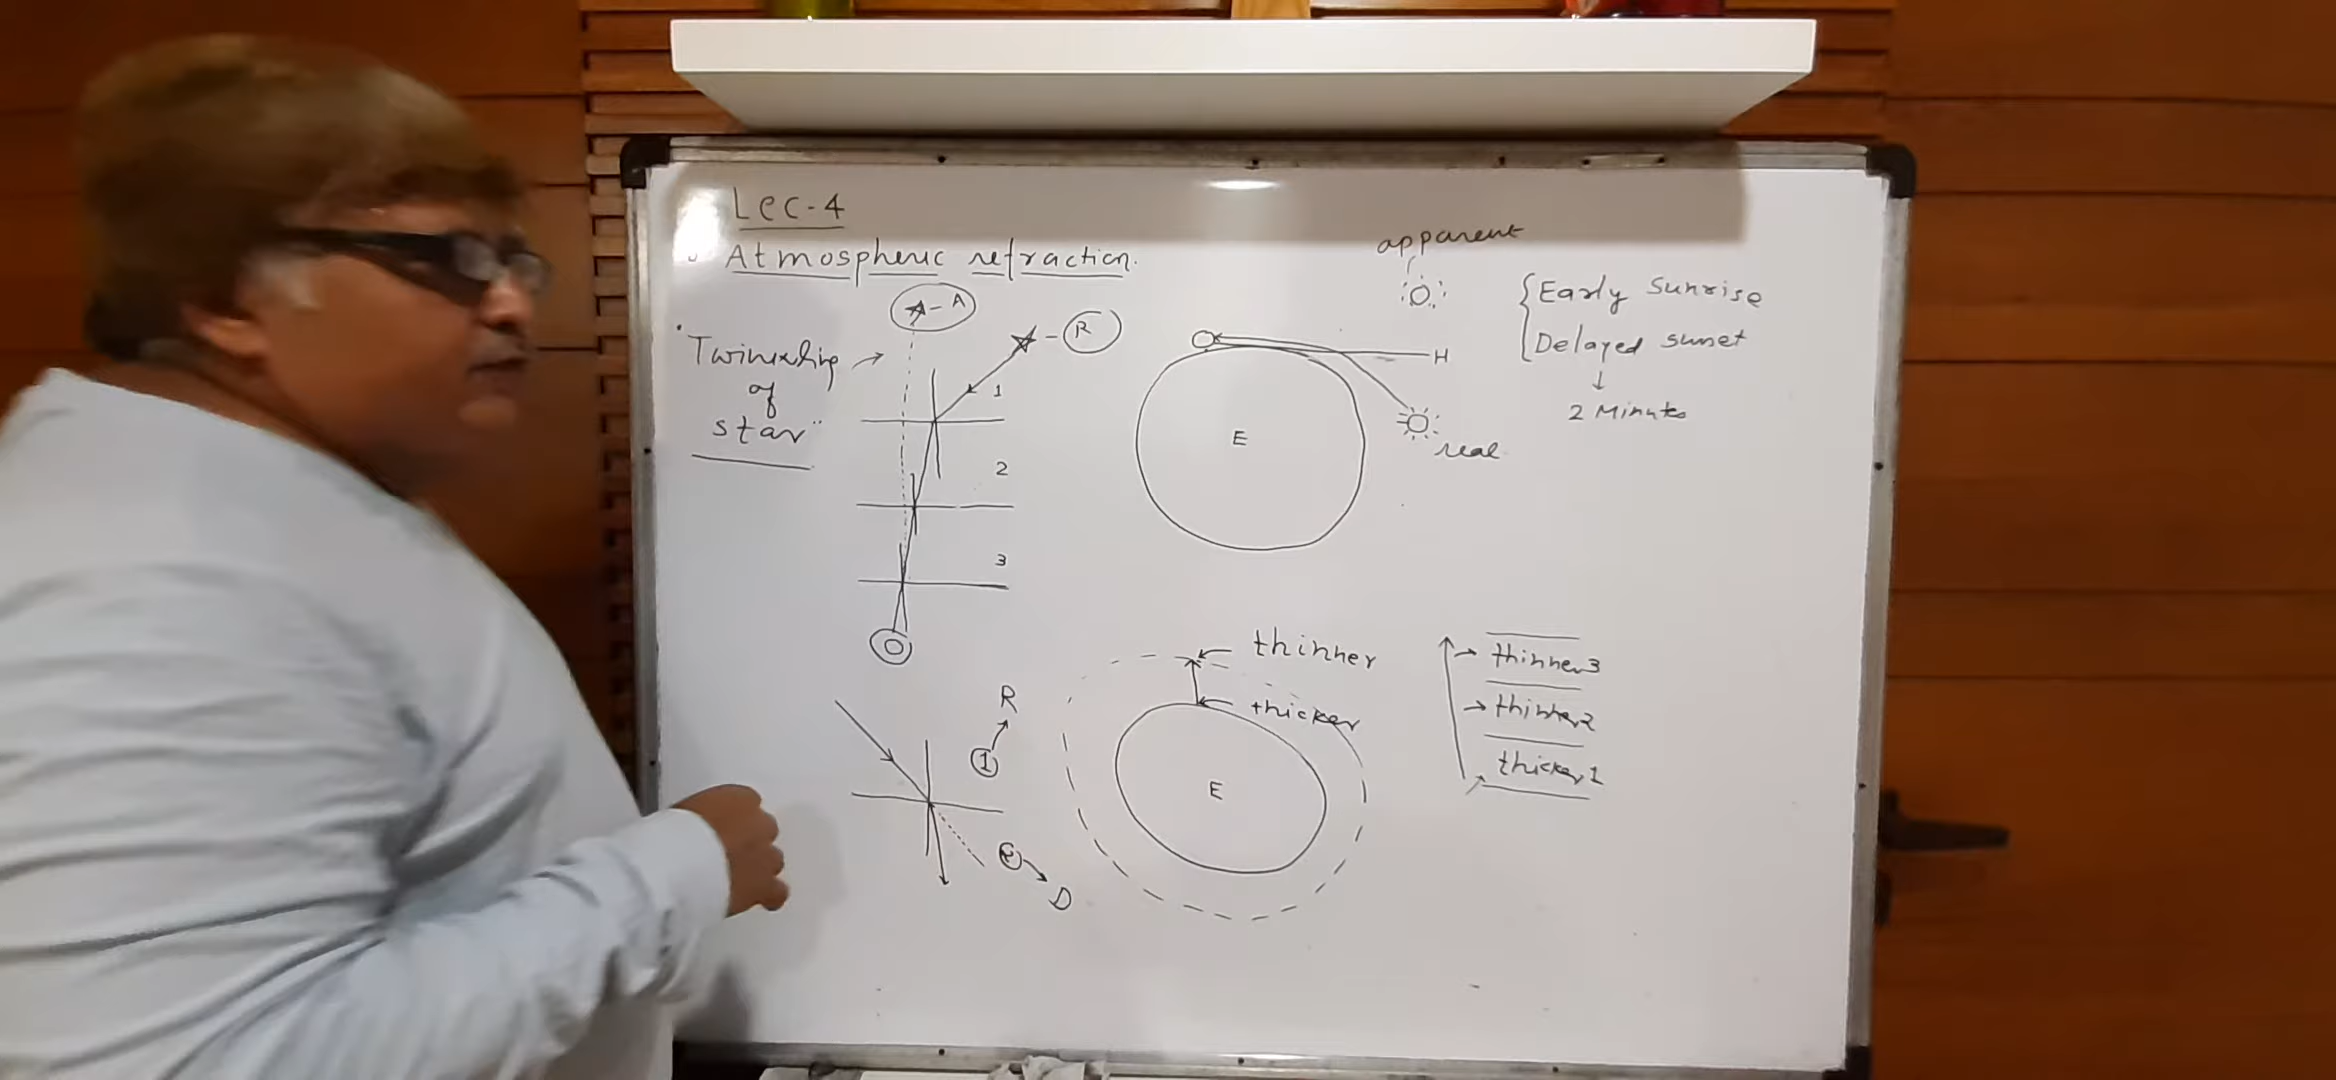 Lec-4
Atmospheric refraction.
A
R
"Twinkling
of
star"
1
2
3
apparent
H
E
real
{Early Sunrise
Delayed sunset
2 Minutes
R
1
2
D
thinner
thicker
E
thinner3
thinner2
thicker1